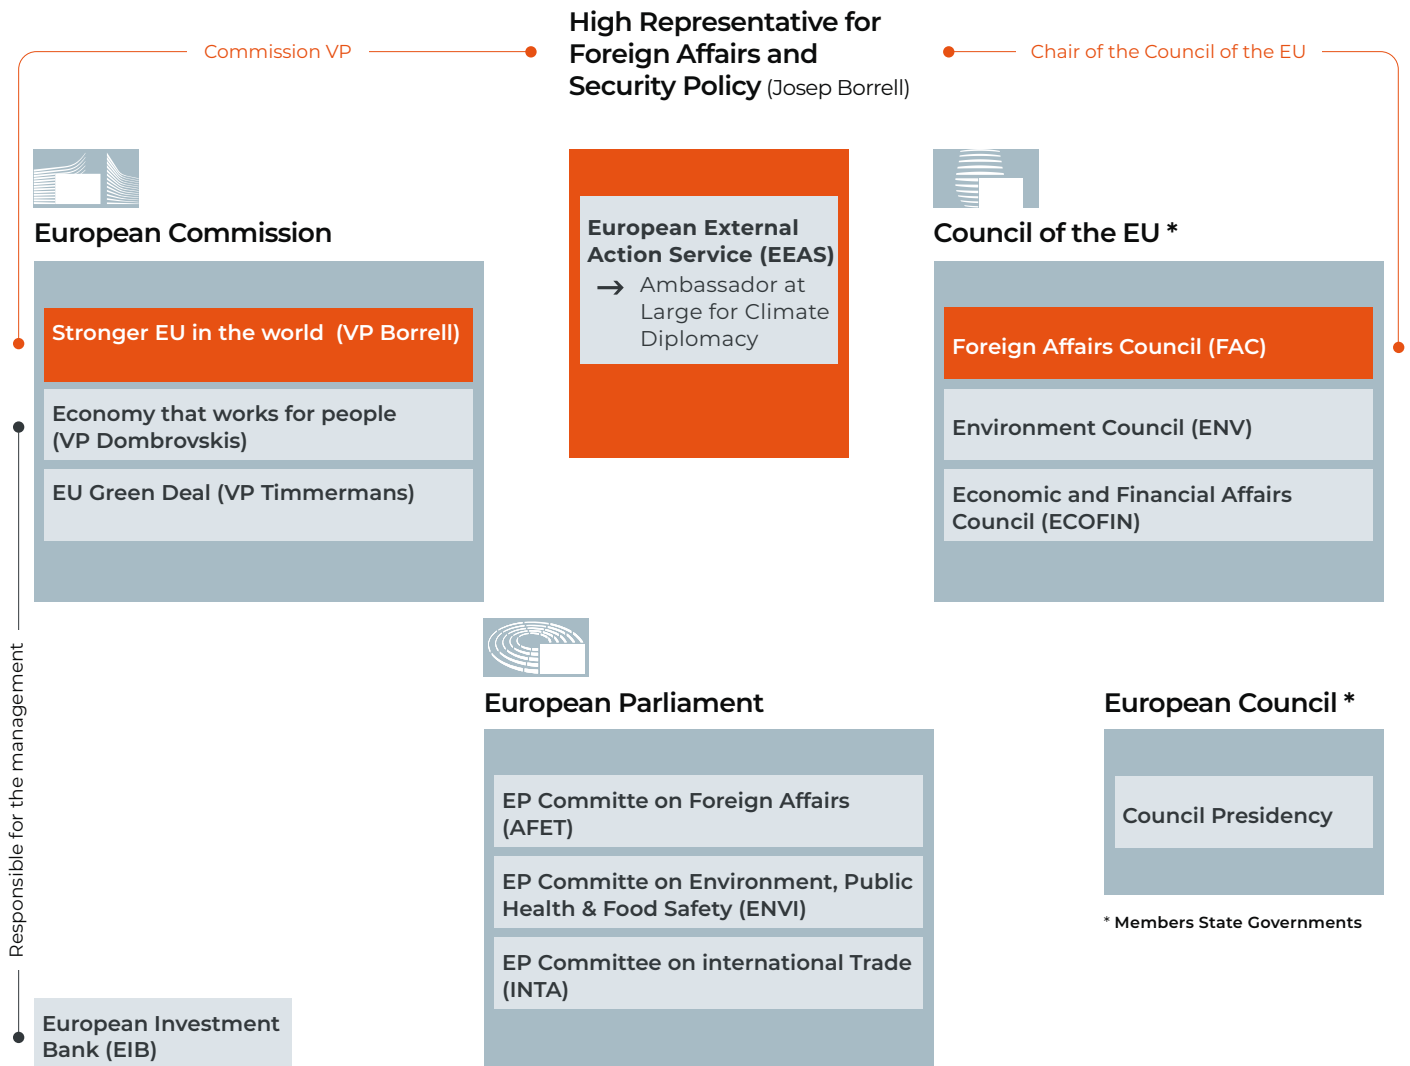 High Representative for
Foreign Affairs and
Security Policy (Josep Borrell)
Commission VP
Chair of the Council of the EU
European Commission
Stronger EU in the world (VP Borrell)
Economy that works for people
(VP Dombrovskis)
EU Green Deal (VP Timmermans)
European External
Action Service (EEAS)
→ Ambassador at
Large for Climate
Diplomacy
Council of the EU *
Foreign Affairs Council (FAC)
Environment Council (ENV)
Economic and Financial Affairs
Council (ECOFIN)
Responsible for the management
European Investment
Bank (EIB)
European Parliament
EP Committe on Foreign Affairs
(AFET)
EP Committe on Environment, Public
Health & Food Safety (ENVI)
EP Committee on international Trade
(INTA)
European Council *
Council Presidency
* Members State Governments